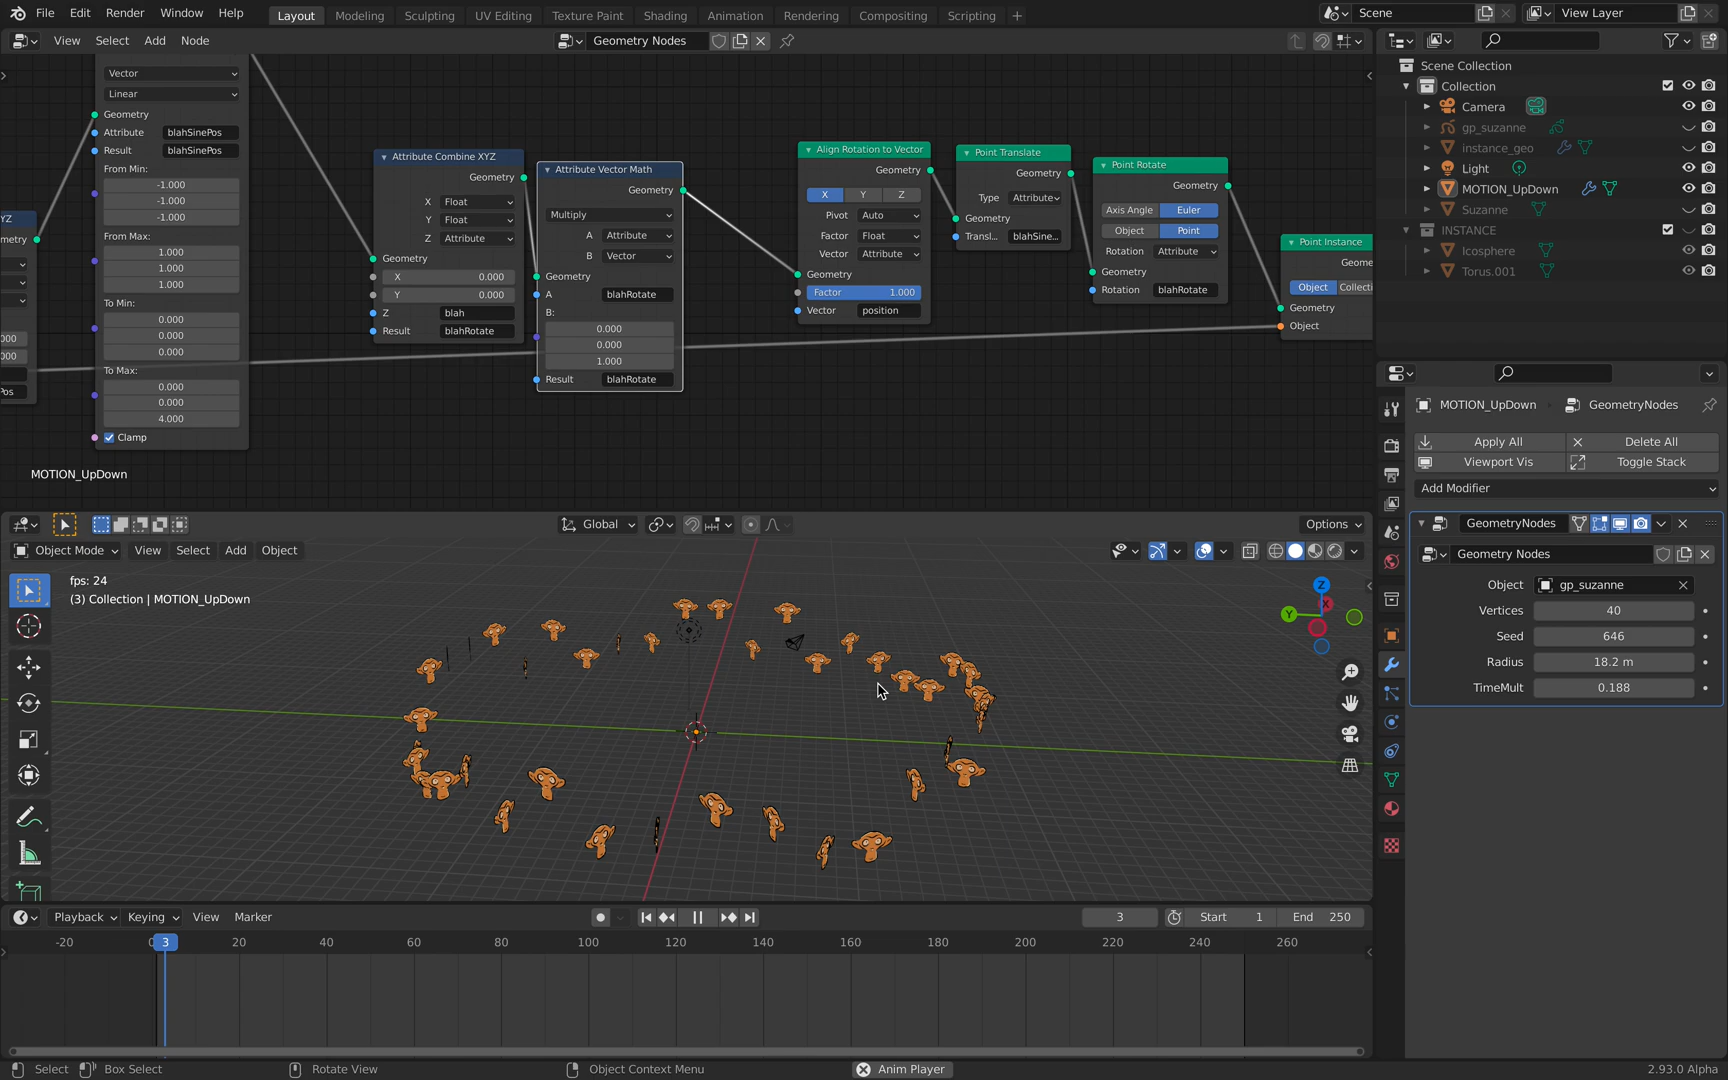 File Edit Render Window Help Layout Modeling Sculpting UV Editing Texture Paint Shading Animation Rendering Compositing Scripting + Scene View Layer
View Select Add Node Geometry Nodes
Vector
Linear
Geometry
Attribute blahSinePos
Result blahSinePos
From Min:
-1.000
-1.000
-1.000
From Max:
1.000
1.000
1.000
To Min:
0.000
0.000
0.000
To Max:
0.000
0.000
4.000
Clamp
MOTION_UpDown
Attribute Combine XYZ
Geometry
X Float
Y Float
Z Attribute
Geometry
X 0.000
Y 0.000
Z blah
Result blahRotate
Attribute Vector Math
Geometry
Multiply
A Attribute
B Vector
Geometry
A blahRotate
B:
0.000
0.000
1.000
Result blahRotate
Align Rotation to Vector
Geometry
X Y Z
Pivot Auto
Factor Float
Vector Attribute
Geometry
Factor 1.000
Vector position
Point Translate
Geometry
Type Attribute
Geometry
Transl... blahSine...
Point Rotate
Geometry
Axis Angle Euler
Object Point
Rotation Attribute
Geometry
Rotation blahRotate
Point Instance
Geome
Object Collecti
Geometry
Object
Scene Collection
Collection
Camera
gp_suzanne
instance_geo
Light
MOTION_UpDown
Suzanne
INSTANCE
Icosphere
Torus.001
MOTION_UpDown GeometryNodes
Apply All Delete All
Viewport Vis Toggle Stack
Add Modifier
GeometryNodes
Geometry Nodes
Object gp_suzanne
Vertices 40
Seed 646
Radius 18.2 m
TimeMult 0.188
Global Options
Object Mode View Select Add Object
fps: 24
(3) Collection | MOTION_UpDown
Z
X
Y
Playback Keying View Marker 3 Start 1 End 250
-20 0 3 20 40 60 80 100 120 140 160 180 200 220 240 260
Select Box Select Rotate View Object Context Menu Anim Player 2.93.0 Alpha